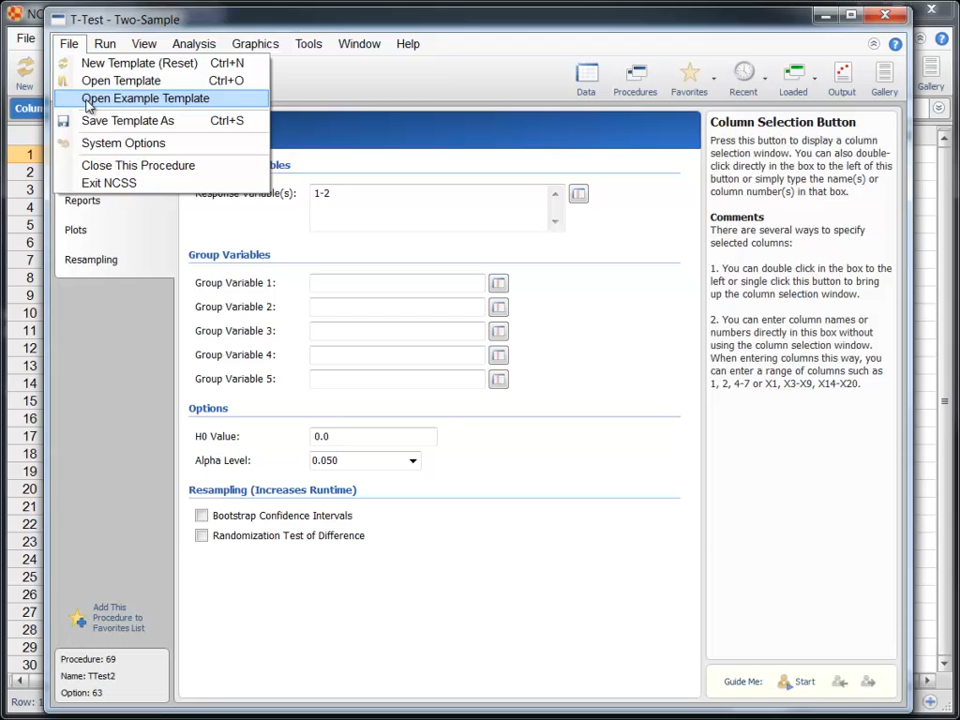 NC
T-Test - Two-Sample
File
File Run View Analysis Graphics Tools Window Help
New
Gallery
New Template (Reset) Ctrl+N
Open Template Ctrl+O
Open Example Template
Save Template As Ctrl+S
System Options
Close This Procedure
Exit NCSS
Data Procedures Favorites Recent Loaded Output Gallery
Colum
Reports
Plots
Resampling
Response Variable(s): 1-2
Group Variables
Group Variable 1:
Group Variable 2:
Group Variable 3:
Group Variable 4:
Group Variable 5:
Options
H0 Value: 0.0
Alpha Level: 0.050
Resampling (Increases Runtime)
Bootstrap Confidence Intervals
Randomization Test of Difference
Column Selection Button
Press this button to display a column
selection window. You can also double-
click directly in the box to the left of this
button or simply type the name(s) or
column number(s) in that box.
Comments
There are several ways to specify
selected columns:
1. You can double click in the box to the
left or single click this button to bring
up the column selection window.
2. You can enter column names or
numbers directly in this box without
using the column selection window.
When entering columns this way, you
can enter a range of columns such as
1, 2, 4-7 or X1, X3-X9, X14-X20.
Add This
Procedure to
Favorites List
Procedure: 69
Name: TTest2
Option: 63
Guide Me: Start
1
2
3
4
5
6
7
8
9
10
11
12
13
14
15
16
17
18
19
20
21
22
23
24
25
26
27
28
29
30
Row: 1